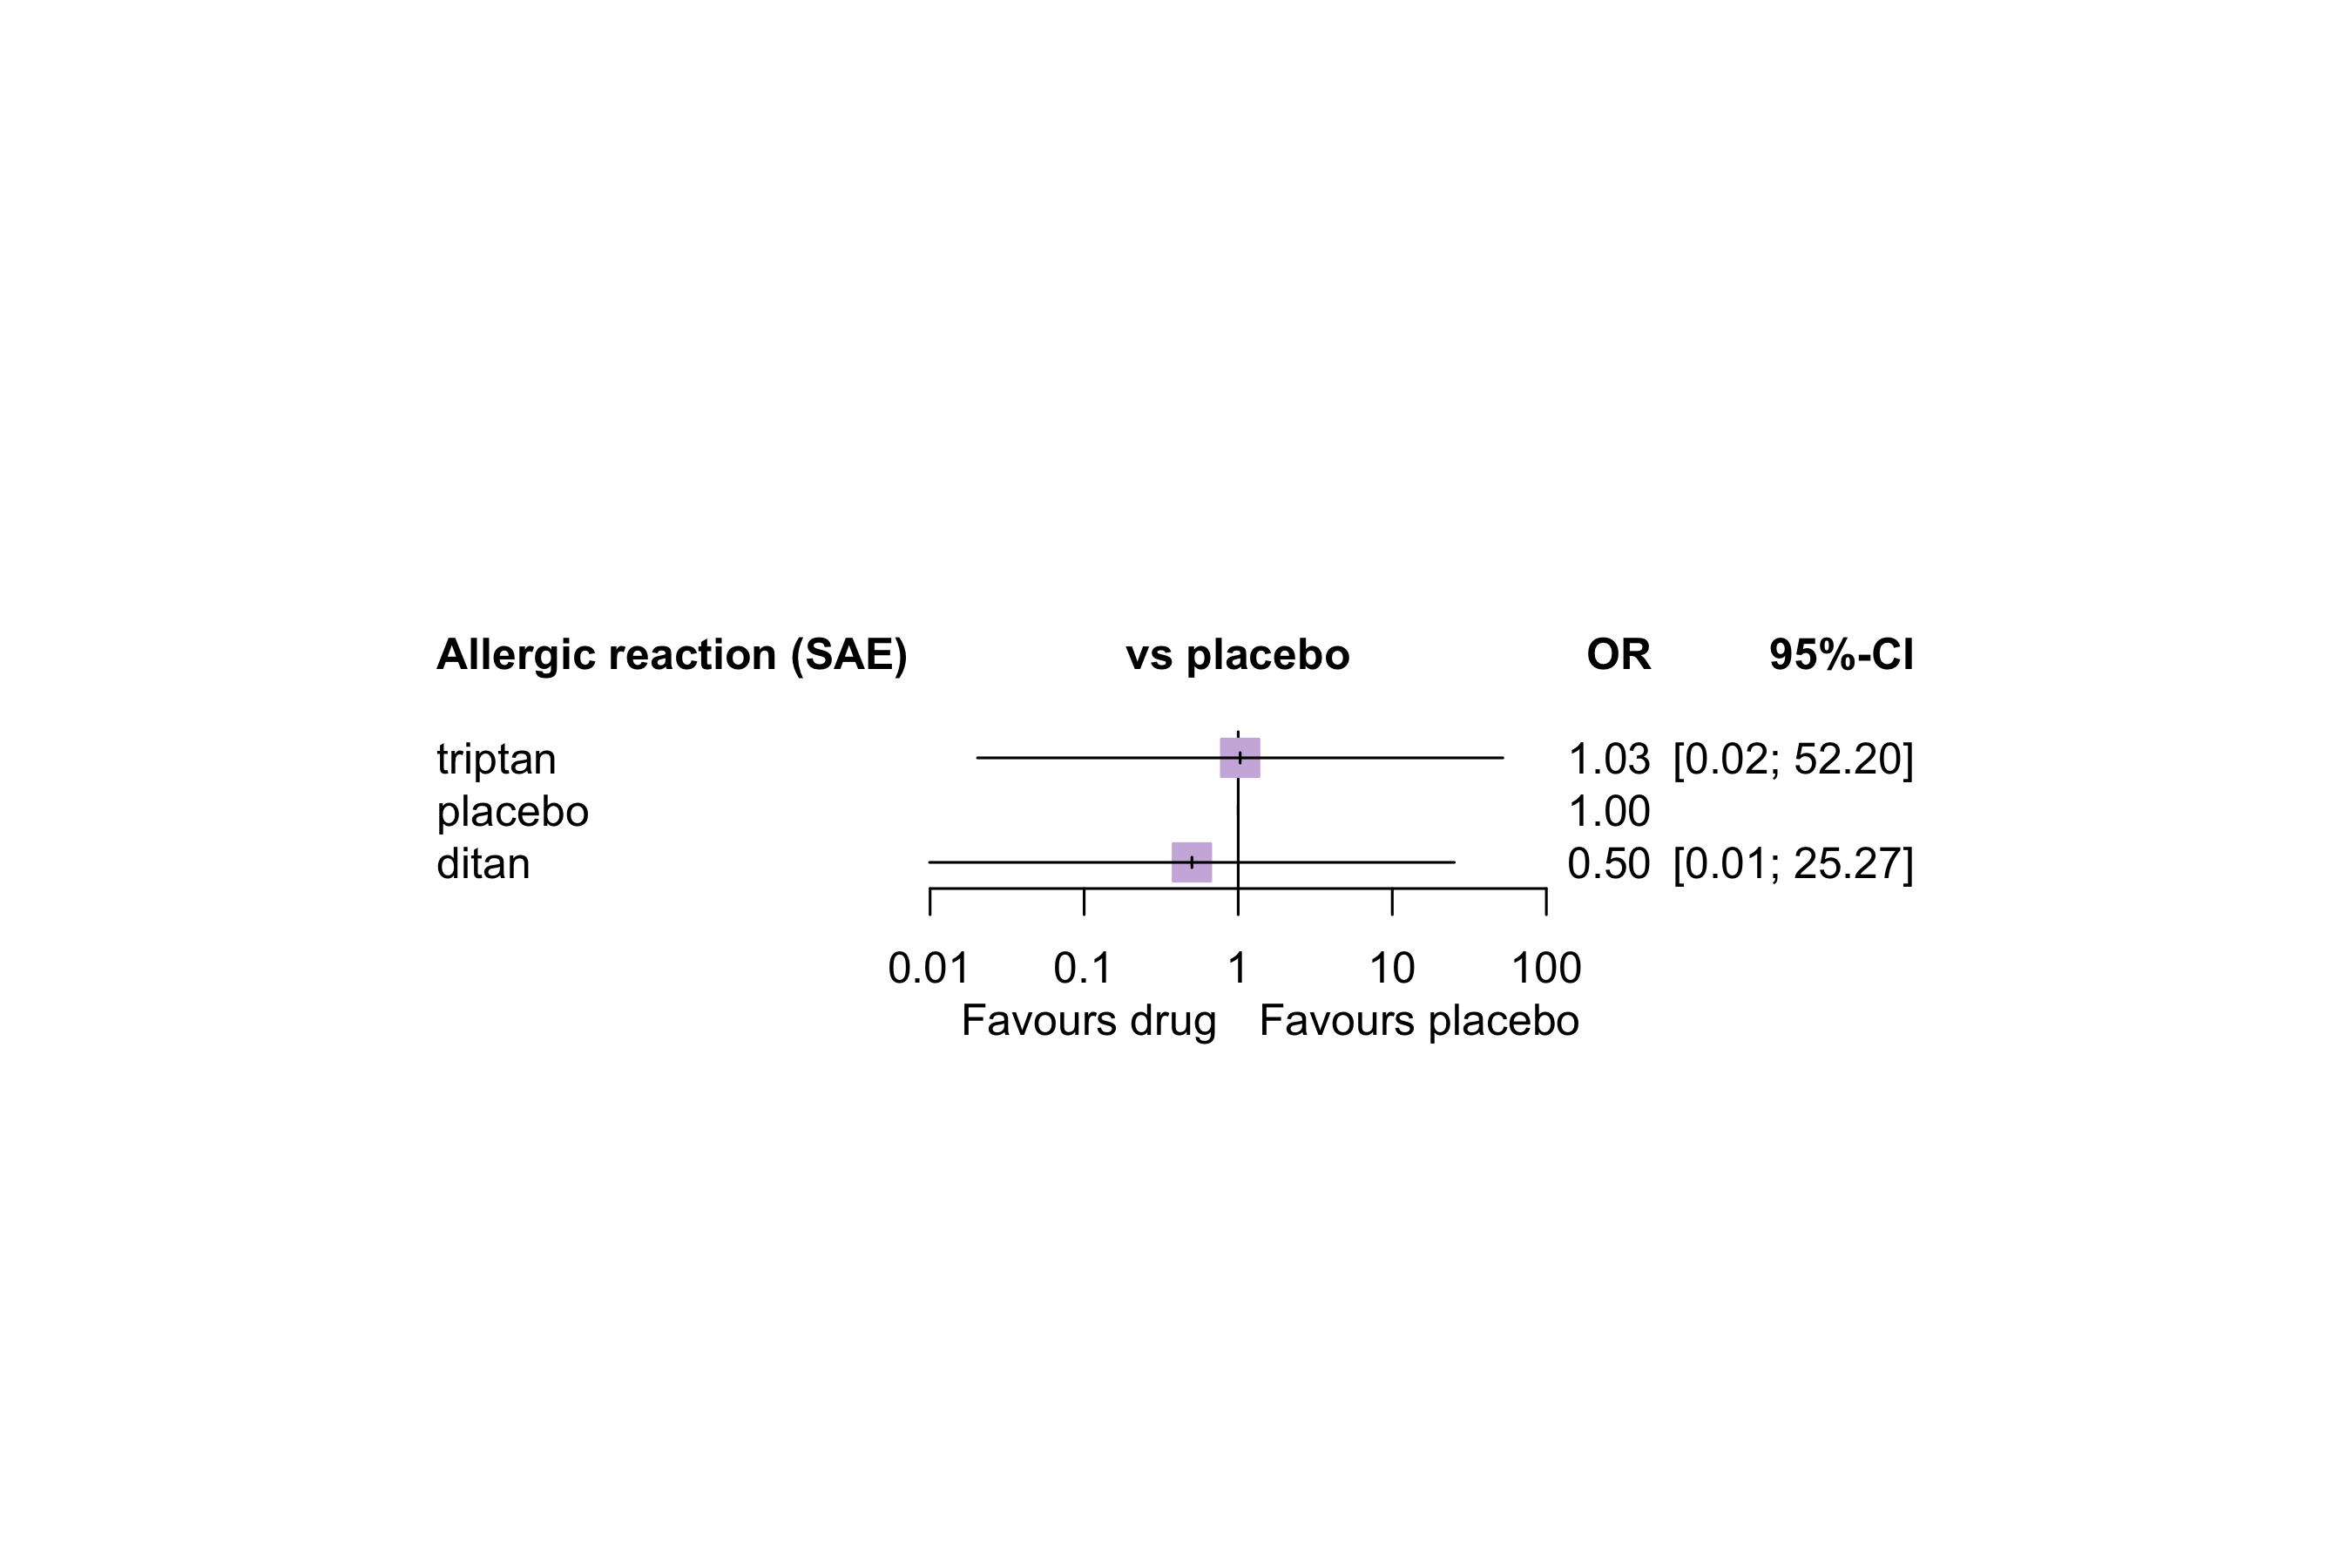 Allergic reaction (SAE) vs placebo OR 95%-CI
triptan 1.03 [0.02; 52.20]
placebo 1.00
ditan 0.50 [0.01; 25.27]
0.01 0.1 1 10 100
Favours drug Favours placebo